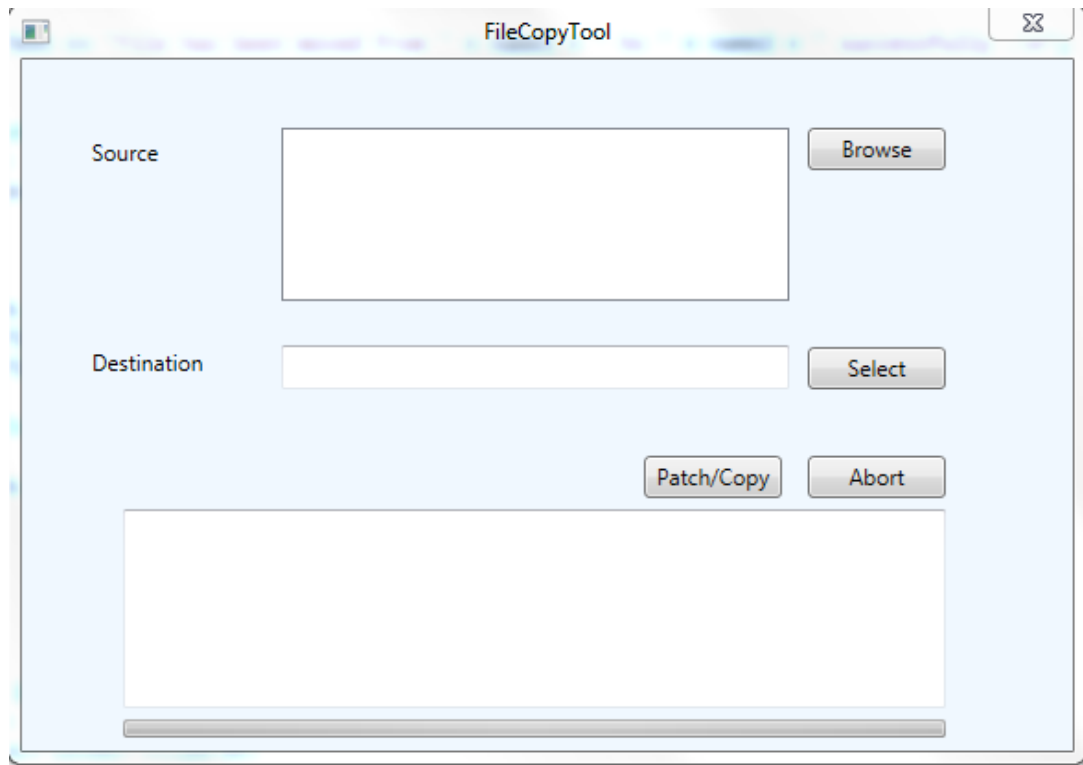 FileCopyTool
Source
Browse
Destination
Select
Patch/Copy
Abort